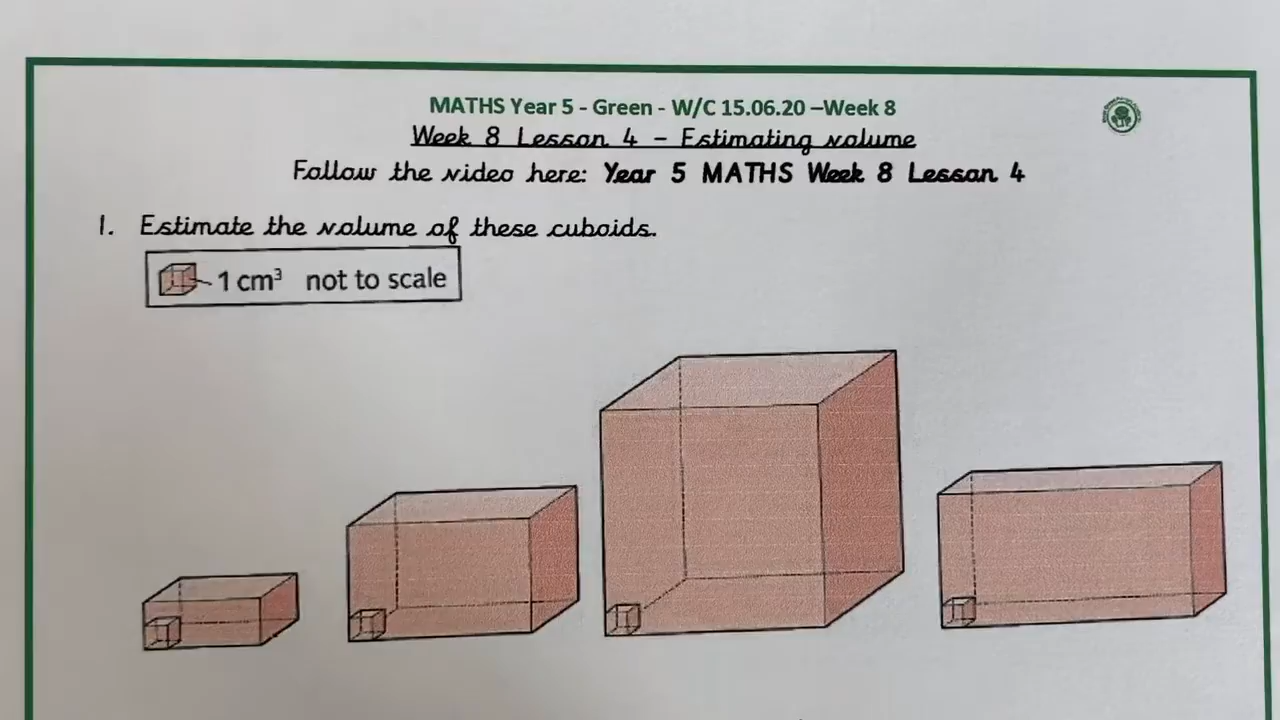 MATHS Year 5 - Green - W/C 15.06.20 –Week 8
Week 8 Lesson 4 – Estimating volume
Follow the video here: Year 5 MATHS Week 8 Lesson 4
1. Estimate the volume of these cuboids.
1 cm³ not to scale